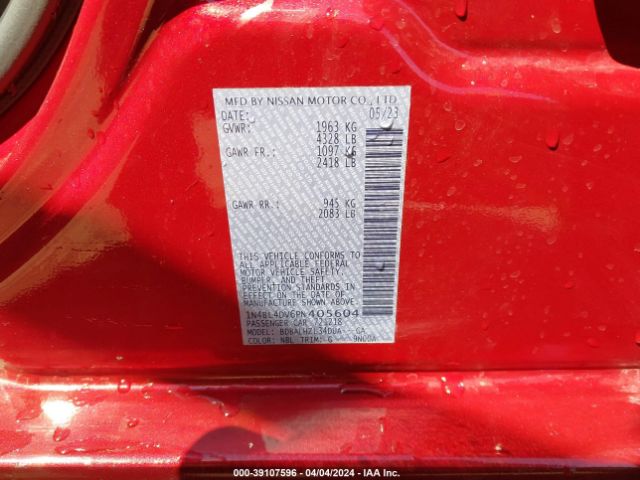 MFD BY NISSAN MOTOR CO., LTD
DATE: 05/23
GVWR: 1963 KG
4328 LB
GAWR FR.: 1097 KG
2418 LB
GAWR RR.: 945 KG
2083 LB
THIS VEHICLE CONFORMS TO
ALL APPLICABLE FEDERAL
MOTOR VEHICLE SAFETY,
BUMPER, AND THEFT
PREVENTION STANDARDS
IN EFFECT ON THE DATE OF
MANUFACTURE SHOWN ABOVE.
1N4BL4DV6PN405604
PASSENGER CAR
MODEL: GA
COLOR: NBL TRIM: G
000-39107596 - 04/04/2024 - IAA Inc.